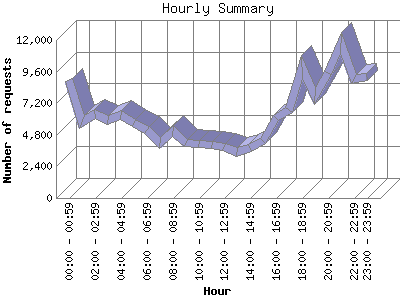 Hourly Summary
12,000
9,600
7,200
4,800
2,400
0
Number of requests
00:00 - 00:59
02:00 - 02:59
04:00 - 04:59
06:00 - 06:59
08:00 - 08:59
10:00 - 10:59
12:00 - 12:59
14:00 - 14:59
16:00 - 16:59
18:00 - 18:59
20:00 - 20:59
22:00 - 22:59
23:00 - 23:59
Hour